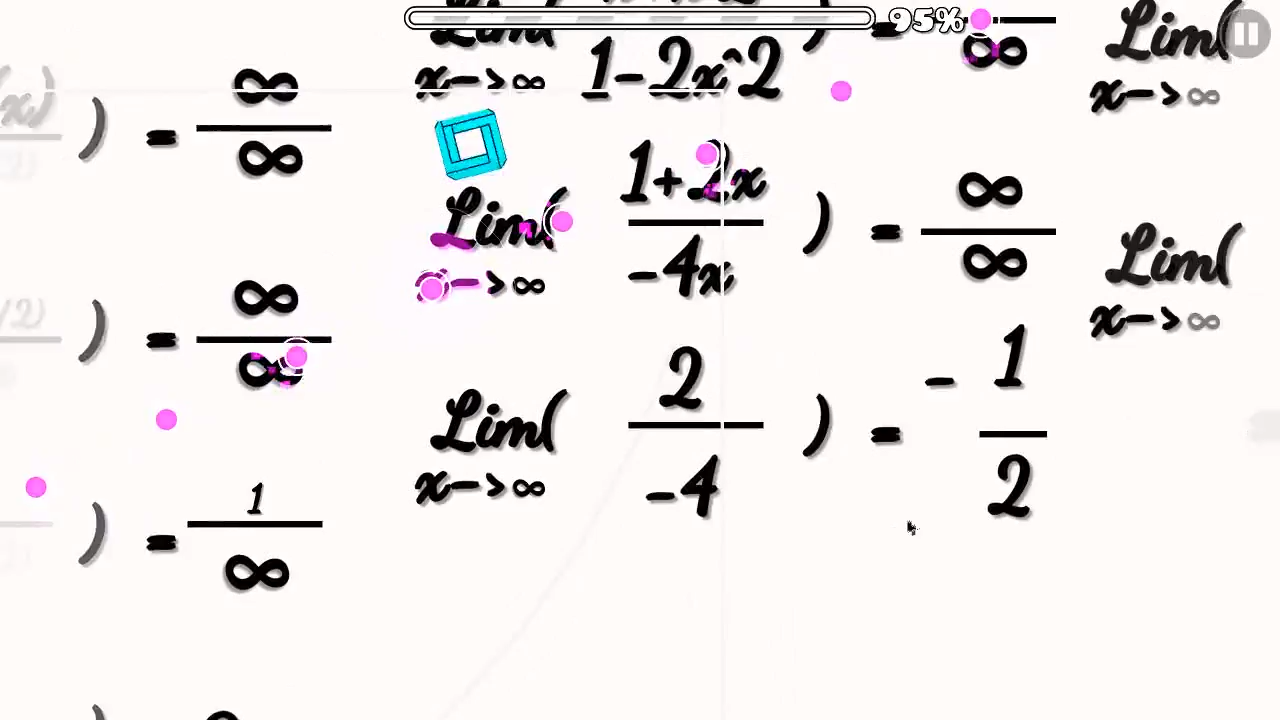 95%
∞
∞
) =
∞
Lim(
x->∞
1-2x^2
) =
∞
Lim(
x->∞
Lim(
x->∞
1+2x
-4x
) =
∞
∞
) =
∞
∞
Lim(
x->∞
2
-4
) =
- 1
2
Lim(
x->∞
) =
1
∞